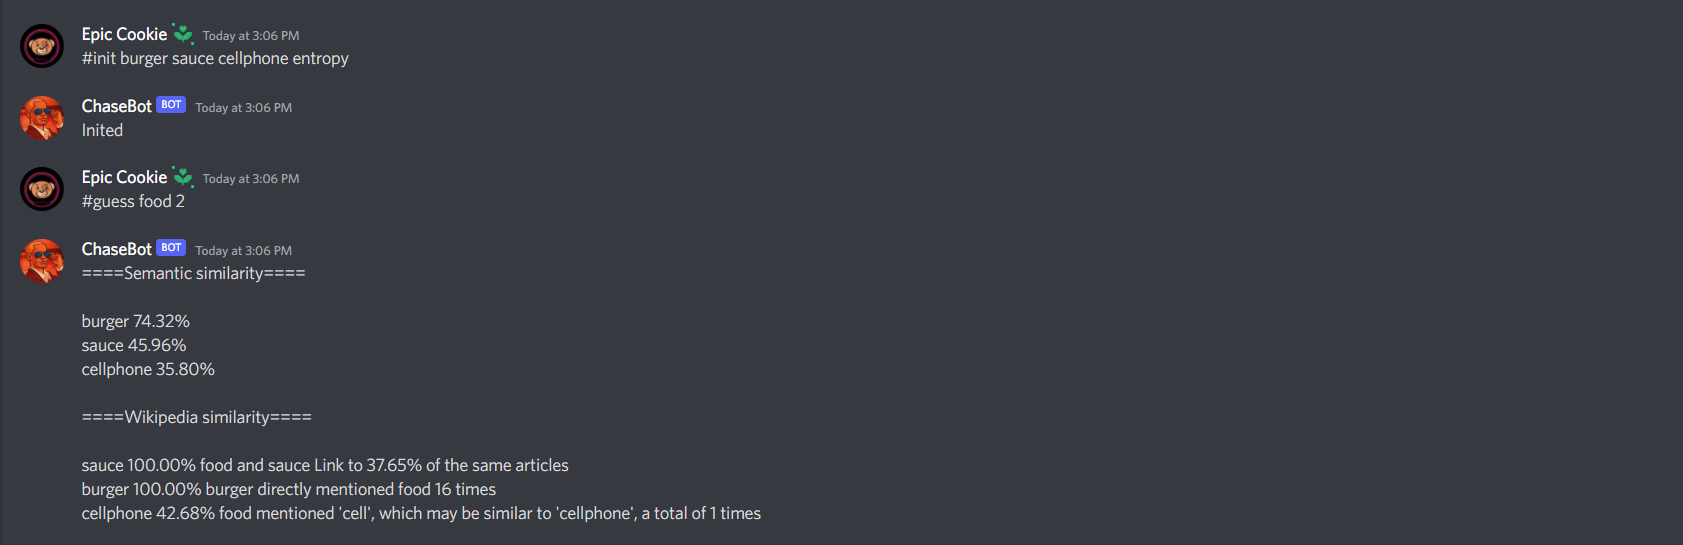 Epic Cookie Today at 3:06 PM
#init burger sauce cellphone entropy
ChaseBot BOT Today at 3:06 PM
Inited
Epic Cookie Today at 3:06 PM
#guess food 2
ChaseBot BOT Today at 3:06 PM
====Semantic similarity====
burger 74.32%
sauce 45.96%
cellphone 35.80%
====Wikipedia similarity====
sauce 100.00% food and sauce Link to 37.65% of the same articles
burger 100.00% burger directly mentioned food 16 times
cellphone 42.68% food mentioned 'cell', which may be similar to 'cellphone', a total of 1 times